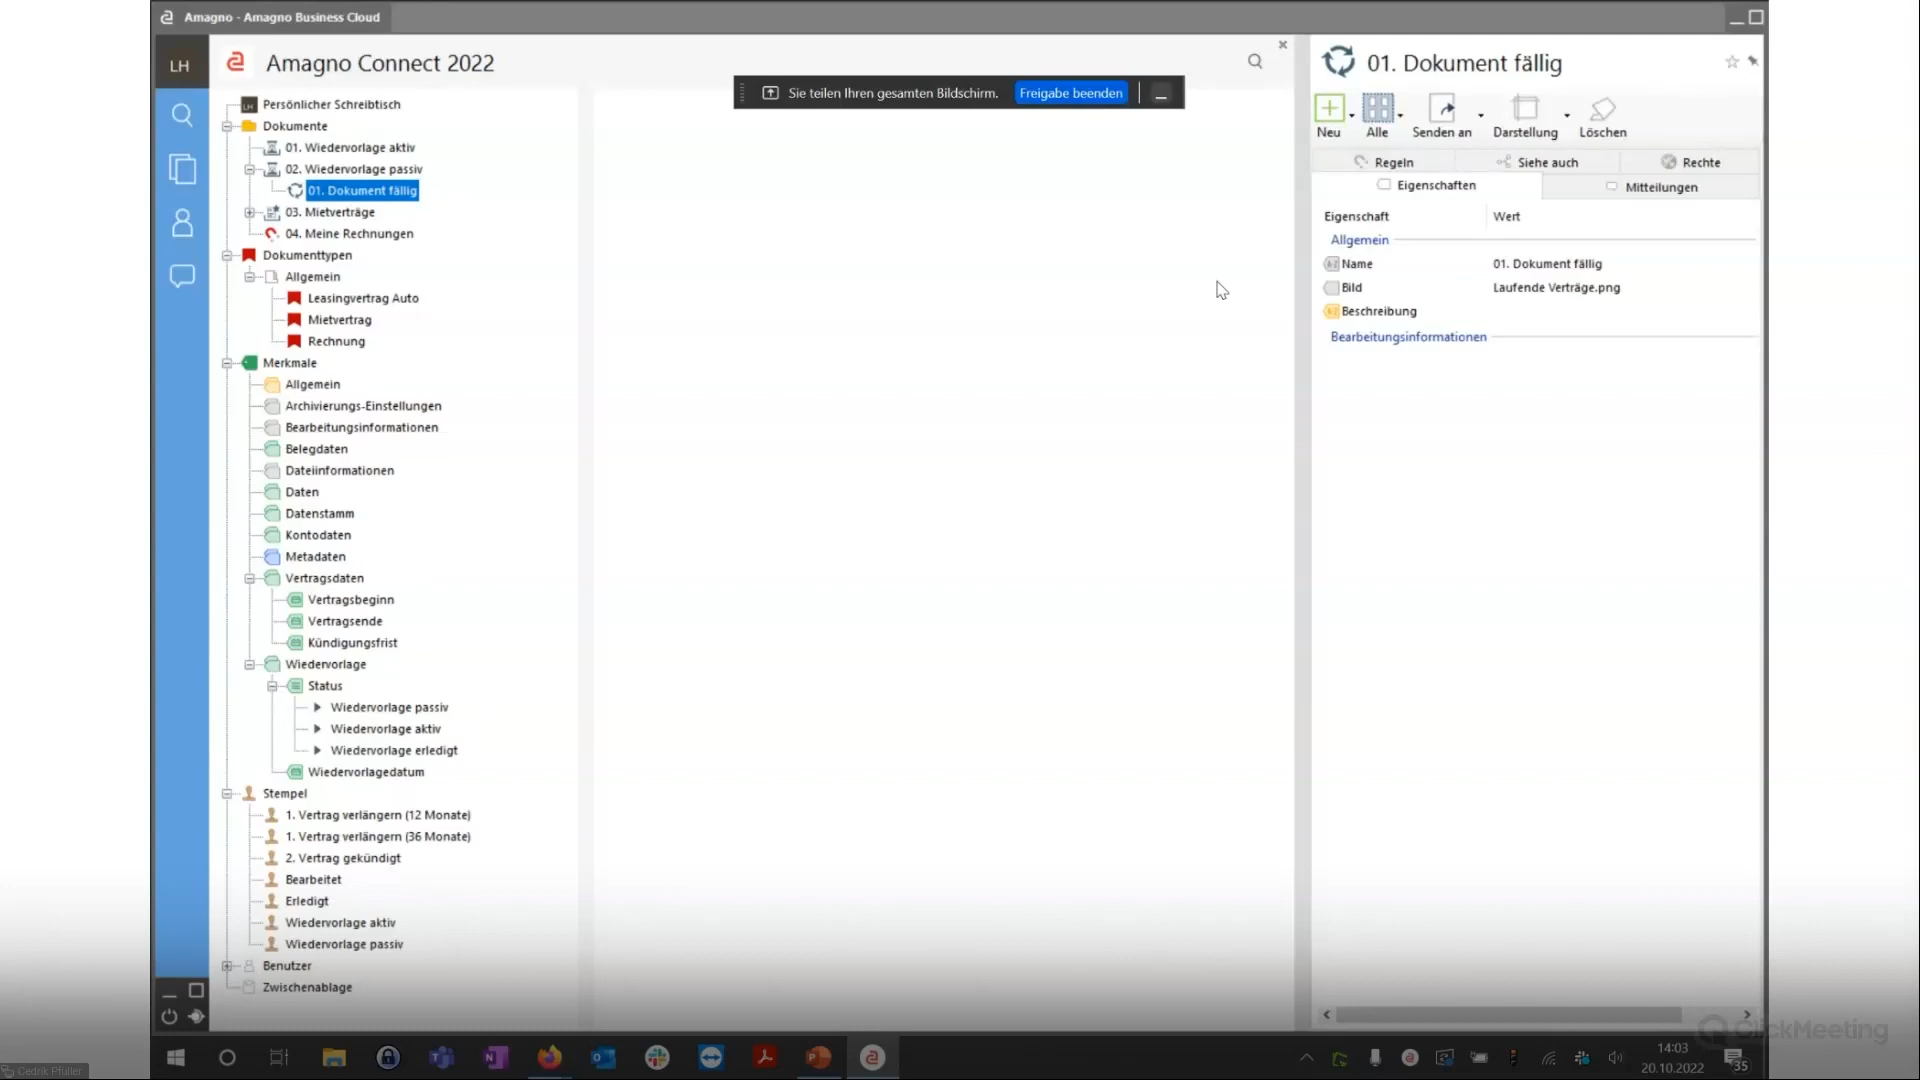 Amagno - Amagno Business Cloud
LH
Amagno Connect 2022
Sie teilen Ihren gesamten Bildschirm.
Freigabe beenden
Persönlicher Schreibtisch
Dokumente
01. Wiedervorlage aktiv
02. Wiedervorlage passiv
01. Dokument fällig
03. Mietverträge
04. Meine Rechnungen
Dokumenttypen
Allgemein
Leasingvertrag Auto
Mietvertrag
Rechnung
Merkmale
Allgemein
Archivierungs-Einstellungen
Bearbeitungsinformationen
Belegdaten
Dateiinformationen
Daten
Datenstamm
Kontodaten
Metadaten
Vertragsdaten
Vertragsbeginn
Vertragsende
Kündigungsfrist
Wiedervorlage
Status
Wiedervorlage passiv
Wiedervorlage aktiv
Wiedervorlage erledigt
Wiedervorlagedatum
Stempel
1. Vertrag verlängern (12 Monate)
1. Vertrag verlängern (36 Monate)
2. Vertrag gekündigt
Bearbeitet
Erledigt
Wiedervorlage aktiv
Wiedervorlage passiv
Benutzer
Zwischenablage
01. Dokument fällig
Neu Alle Senden an Darstellung Löschen
Regeln Siehe auch Rechte
Eigenschaften Mitteilungen
Eigenschaft Wert
Allgemein
Name 01. Dokument fällig
Bild Laufende Verträge.png
Beschreibung
Bearbeitungsinformationen
ClickMeeting
14:03
20.10.2022
35
Cedrik Pfüller